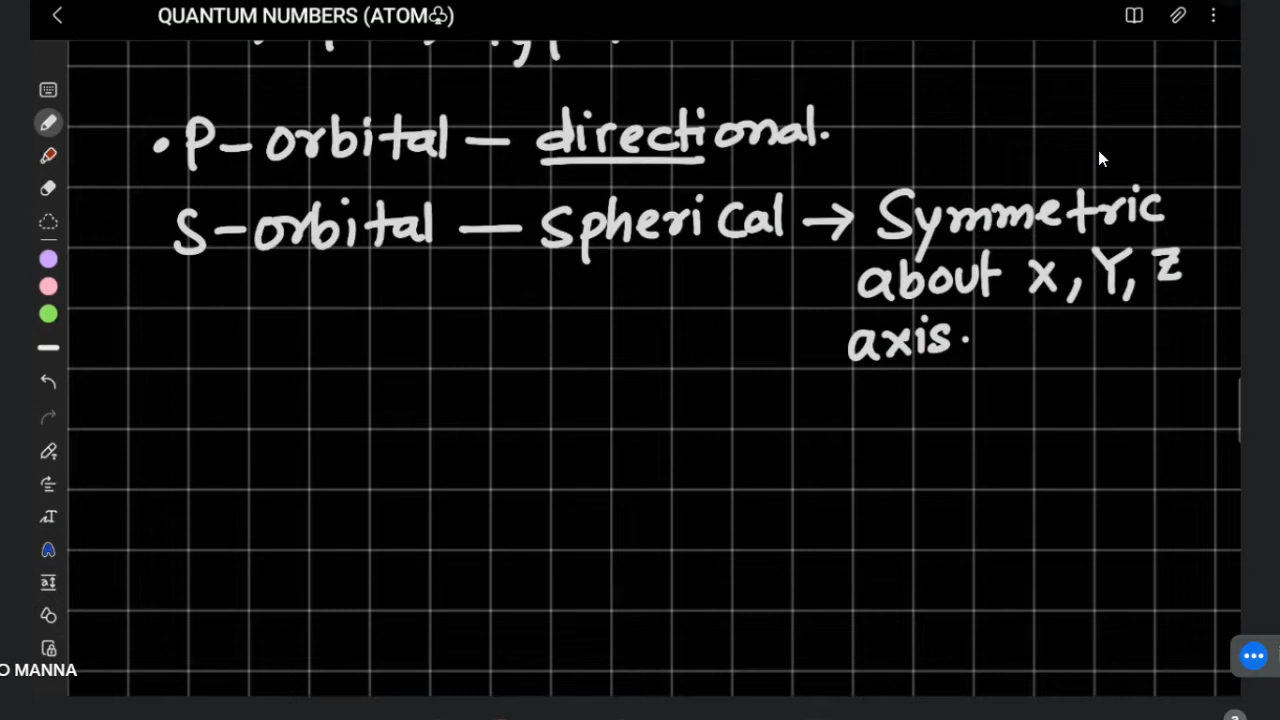 QUANTUM NUMBERS (ATOM♧)
• P-orbital — directional.
S-orbital — Spherical → Symmetric
about X, Y, Z
axis.
O MANNA